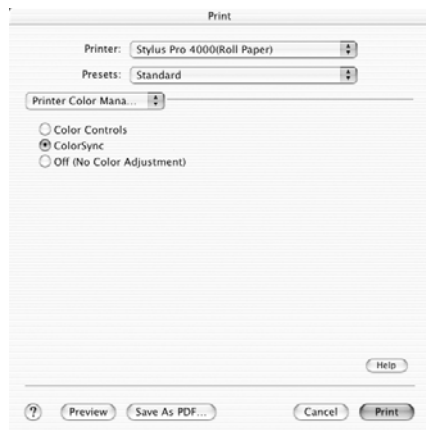 Print
Printer: Stylus Pro 4000(Roll Paper)
Presets: Standard
Printer Color Mana...
Color Controls
ColorSync
Off (No Color Adjustment)
Help
? Preview Save As PDF... Cancel Print